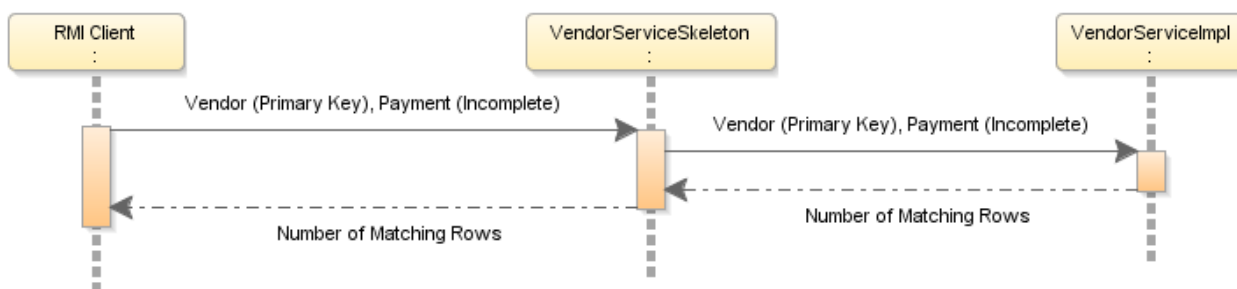 RMI Client
:
VendorServiceSkeleton
:
VendorServiceImpl
:
Vendor (Primary Key), Payment (Incomplete)
Vendor (Primary Key), Payment (Incomplete)
Number of Matching Rows
Number of Matching Rows